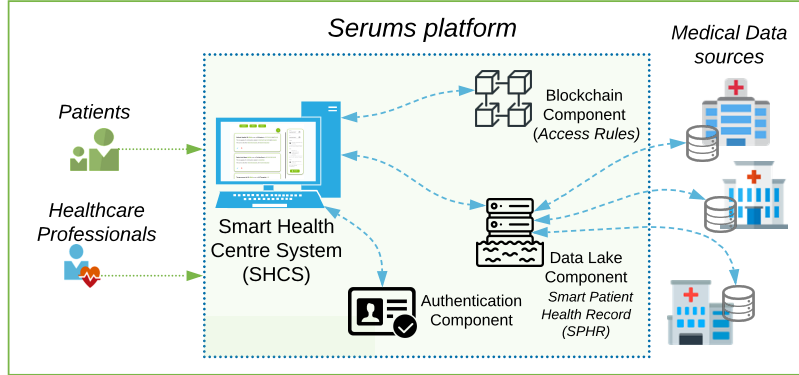 Serums platform
Medical Data
sources
Patients
Healthcare
Professionals
Smart Health
Centre System
(SHCS)
Blockchain
Component
(Access Rules)
Data Lake
Component
Smart Patient
Health Record
(SPHR)
Authentication
Component